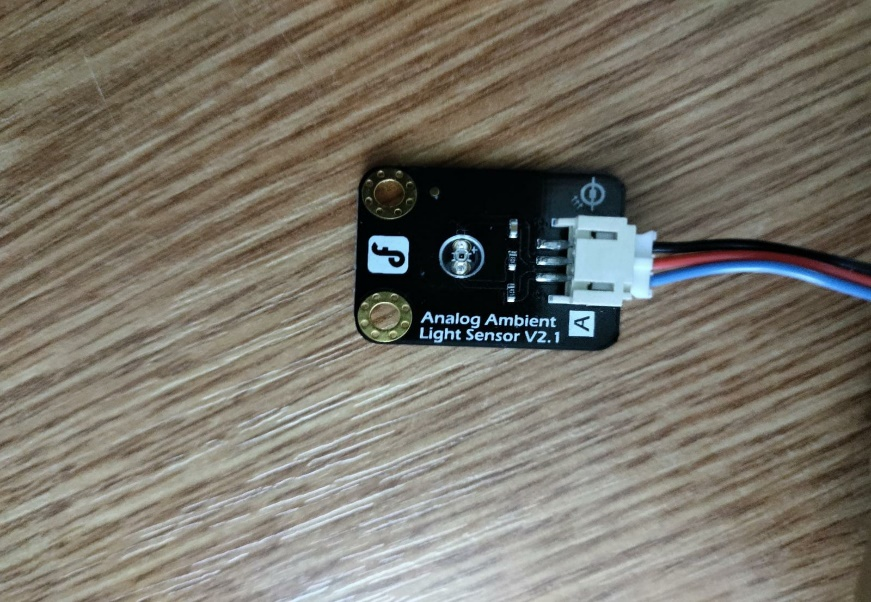 Analog Ambient
Light Sensor V2.1
A